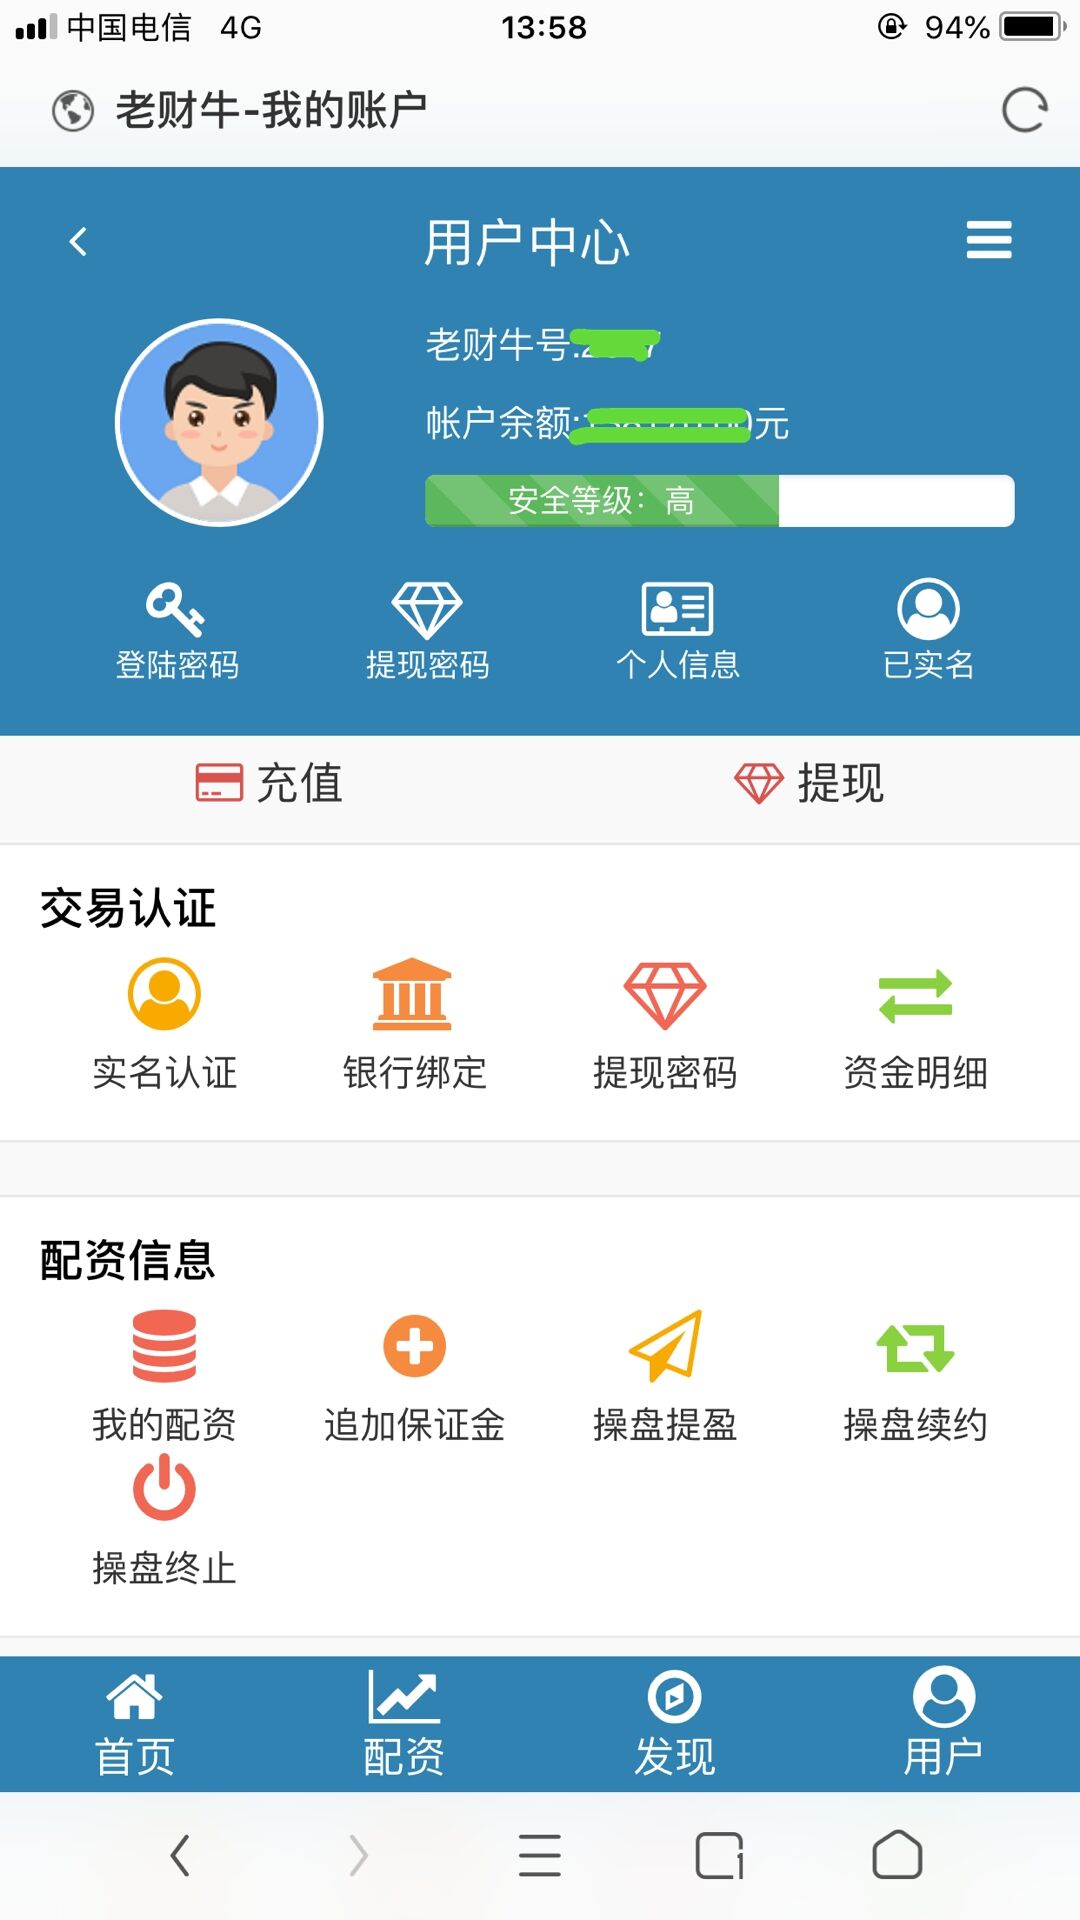 中国电信 4G 13:58 94%
老财牛-我的账户
用户中心
老财牛号:
帐户余额: 元
安全等级：高
登陆密码 提现密码 个人信息 已实名
充值 提现
交易认证
实名认证 银行绑定 提现密码 资金明细
配资信息
我的配资 追加保证金 操盘提盈 操盘续约
操盘终止
首页 配资 发现 用户
1